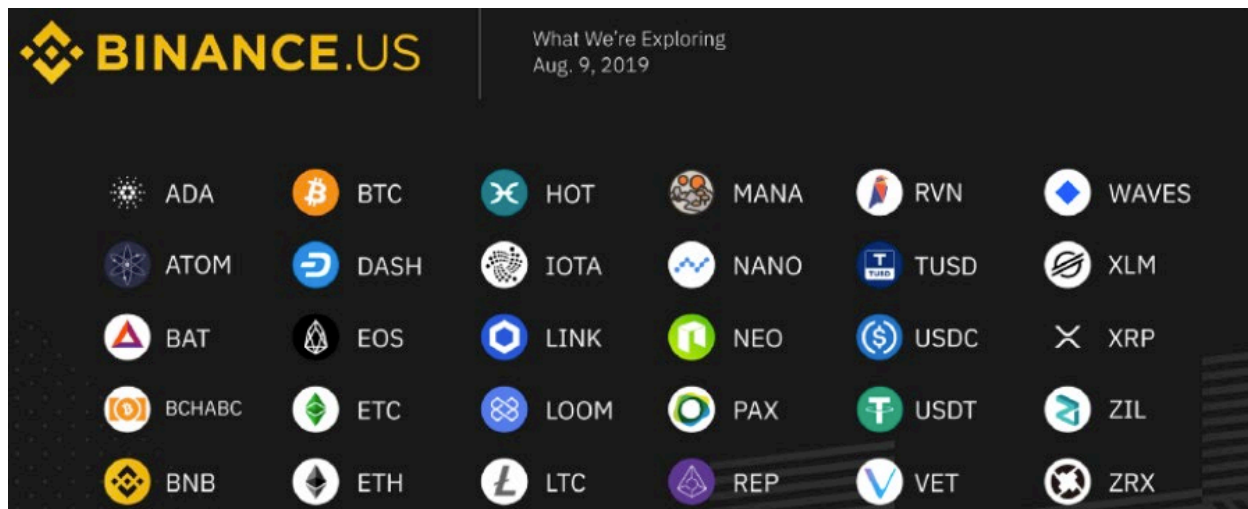 BINANCE.US
What We're Exploring
Aug. 9, 2019
ADA BTC HOT MANA RVN WAVES
ATOM DASH IOTA NANO TUSD XLM
BAT EOS LINK NEO USDC XRP
BCHABC ETC LOOM PAX USDT ZIL
BNB ETH LTC REP VET ZRX